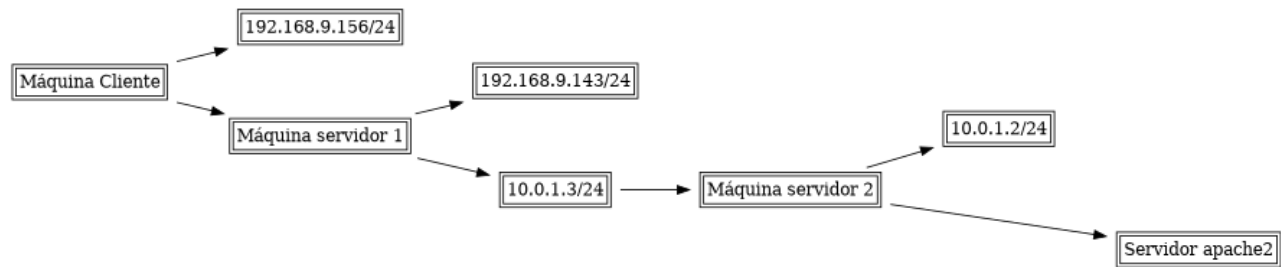 192.168.9.156/24
Máquina Cliente
192.168.9.143/24
Máquina servidor 1
10.0.1.2/24
10.0.1.3/24
Máquina servidor 2
Servidor apache2